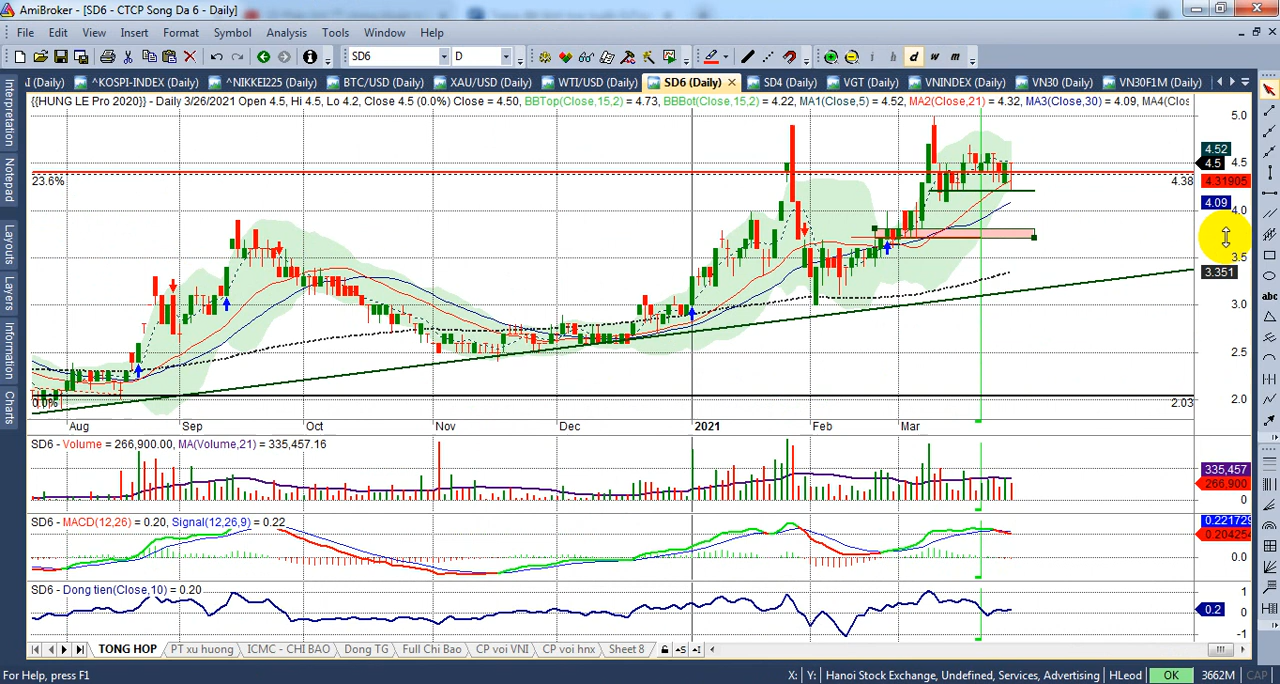 AmiBroker - [SD6 - CTCP Song Da 6 - Daily]
File Edit View Insert Format Symbol Analysis Tools Window Help
SD6 D i h d w m
(Daily) ^KOSPI-INDEX (Daily) ^NIKKEI225 (Daily) BTC/USD (Daily) XAU/USD (Daily) WTI/USD (Daily) SD6 (Daily) SD4 (Daily) VGT (Daily) VNINDEX (Daily) VN30 (Daily) VN30F1M (Daily)
{{HUNG LE Pro 2020}} - Daily 3/26/2021 Open 4.5, Hi 4.5, Lo 4.2, Close 4.5 (0.0%) Close = 4.50, BBTop(Close,15,2) = 4.73, BBBot(Close,15,2) = 4.22, MA1(Close,5) = 4.52, MA2(Close,21) = 4.32, MA3(Close,30) = 4.09, MA4(Clos
5.0
4.52
4.5
23.6%
4.38
4.31905
4.09
4.0
3.5
3.351
3.0
2.5
2.0
0.0%
2.03
Aug Sep Oct Nov Dec 2021 Feb Mar
SD6 - Volume = 266,900.00, MA(Volume,21) = 335,457.16
335,457
266,900
0
SD6 - MACD(12,26) = 0.20, Signal(12,26,9) = 0.22
0.221729
0.20425
0.0
SD6 - Dong tien(Close,10) = 0.20
1
0.2
0
-1
TONG HOP PT xu huong ICMC - CHI BAO Dong TG Full Chi Bao CP voi VNI CP voi hnx Sheet 8
For Help, press F1 X: Y: Hanoi Stock Exchange, Undefined, Services, Advertising HLeod OK 3662M CAP
Interpretation
Notepad
Layouts
Layers
Information
Charts
abc